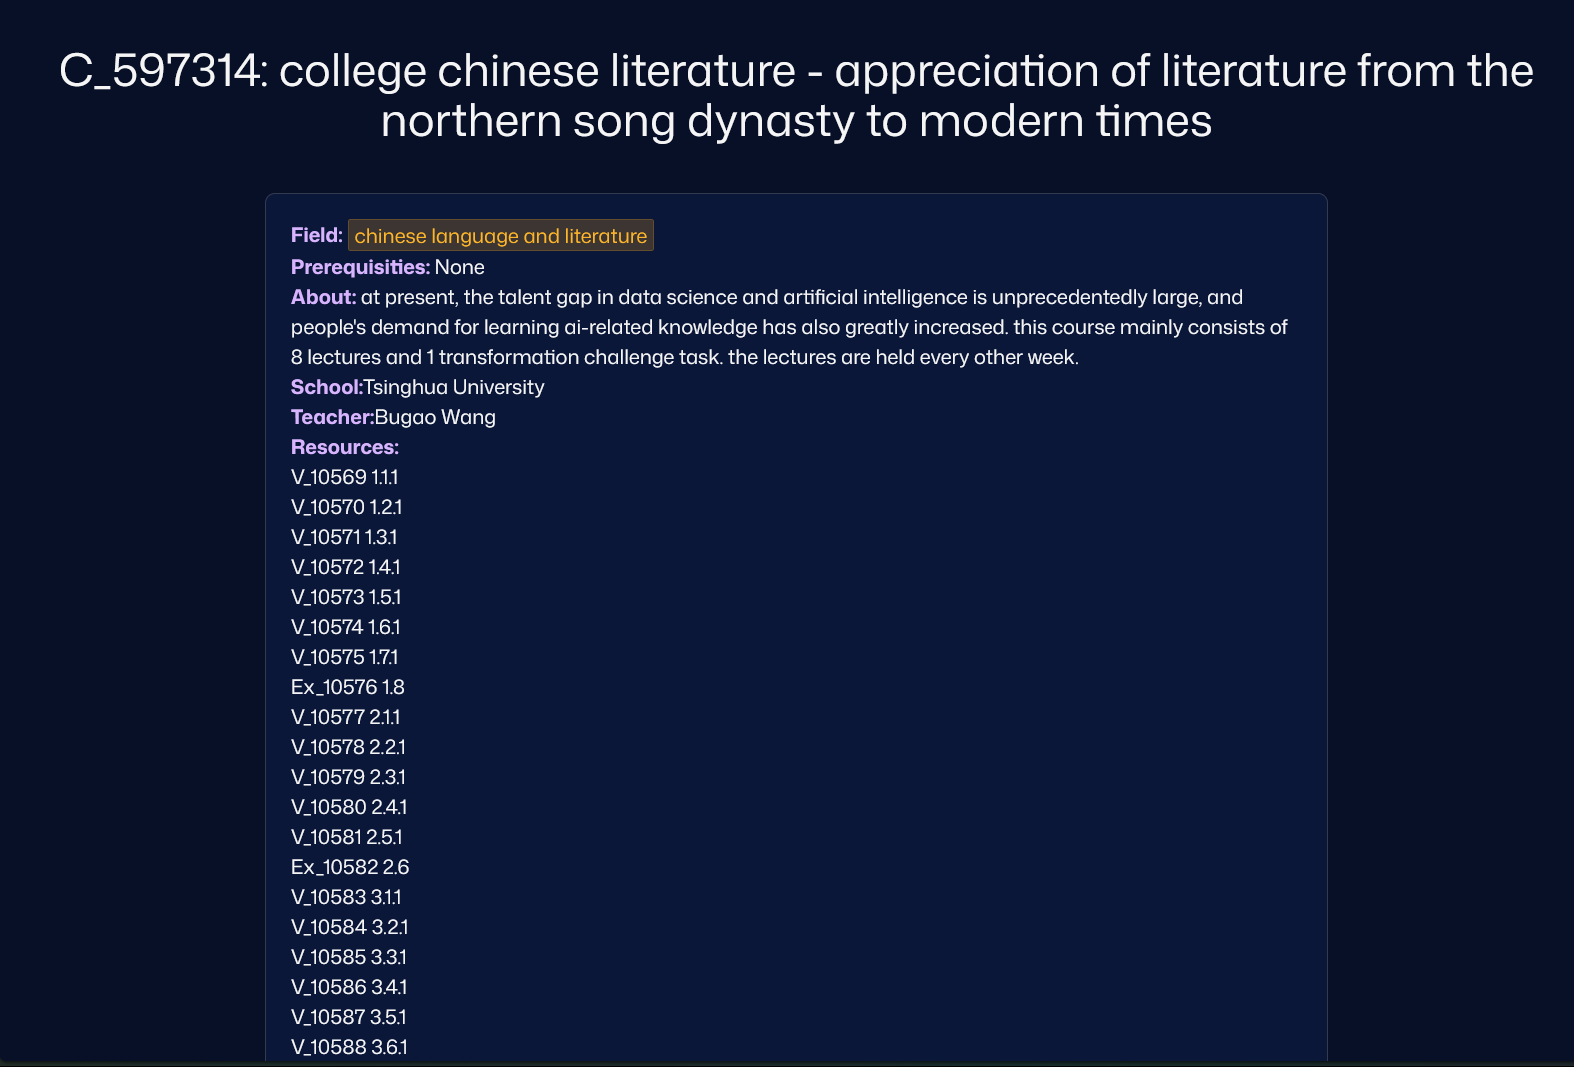 C_597314: college chinese literature - appreciation of literature from the
northern song dynasty to modern times
Field: chinese language and literature
Prerequisities: None
About: at present, the talent gap in data science and artificial intelligence is unprecedentedly large, and
people's demand for learning ai-related knowledge has also greatly increased. this course mainly consists of
8 lectures and 1 transformation challenge task. the lectures are held every other week.
School:Tsinghua University
Teacher:Bugao Wang
Resources:
V_10569 1.1.1
V_10570 1.2.1
V_10571 1.3.1
V_10572 1.4.1
V_10573 1.5.1
V_10574 1.6.1
V_10575 1.7.1
Ex_10576 1.8
V_10577 2.1.1
V_10578 2.2.1
V_10579 2.3.1
V_10580 2.4.1
V_10581 2.5.1
Ex_10582 2.6
V_10583 3.1.1
V_10584 3.2.1
V_10585 3.3.1
V_10586 3.4.1
V_10587 3.5.1
V_10588 3.6.1